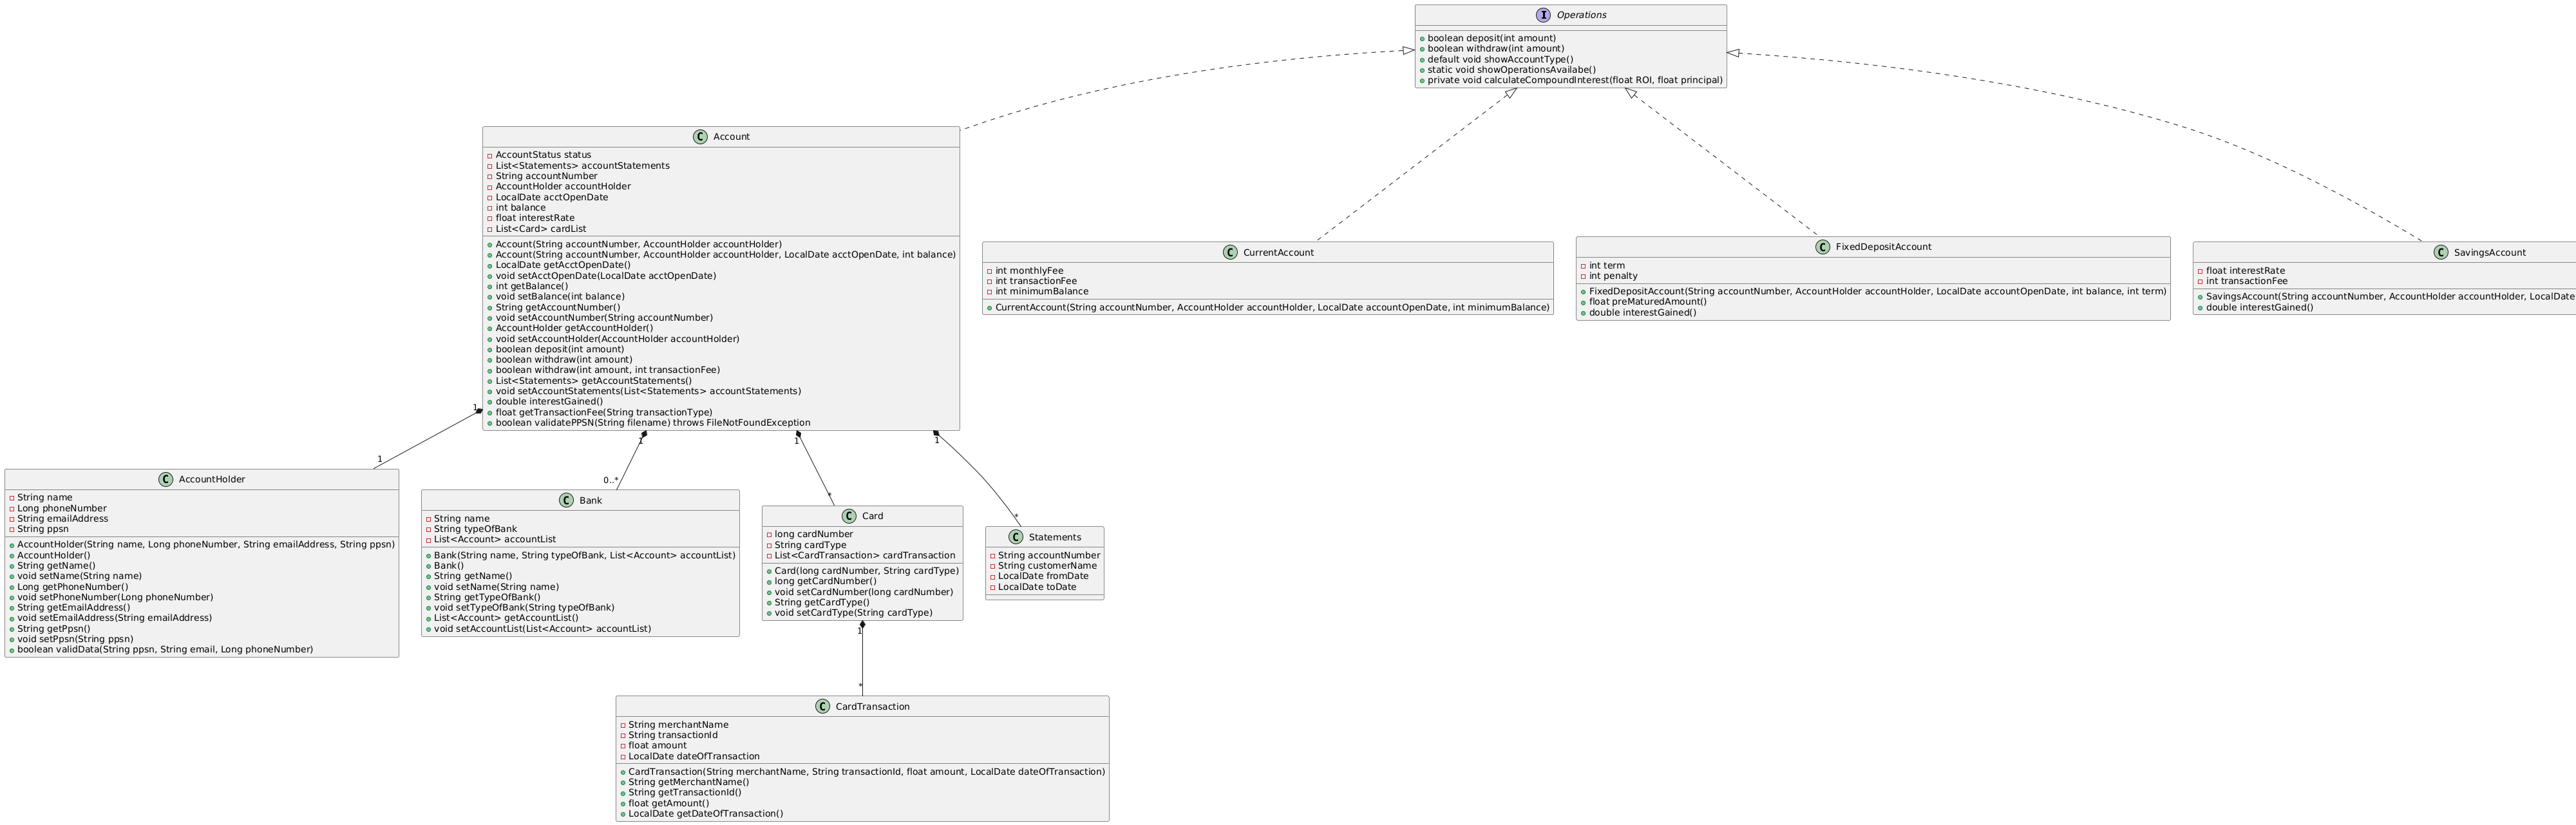 Operations
boolean deposit(int amount)
boolean withdraw(int amount)
default void showAccountType()
static void showOperationsAvailabe()
private void calculateCompoundInterest(float ROI, float principal)
Account
AccountStatus status
List<Statements> accountStatements
String accountNumber
AccountHolder accountHolder
LocalDate acctOpenDate
int balance
float interestRate
List<Card> cardList
Account(String accountNumber, AccountHolder accountHolder)
Account(String accountNumber, AccountHolder accountHolder, LocalDate acctOpenDate, int balance)
LocalDate getAcctOpenDate()
void setAcctOpenDate(LocalDate acctOpenDate)
int getBalance()
void setBalance(int balance)
String getAccountNumber()
void setAccountNumber(String accountNumber)
AccountHolder getAccountHolder()
void setAccountHolder(AccountHolder accountHolder)
boolean deposit(int amount)
boolean withdraw(int amount)
boolean withdraw(int amount, int transactionFee)
List<Statements> getAccountStatements()
void setAccountStatements(List<Statements> accountStatements)
double interestGained()
float getTransactionFee(String transactionType)
boolean validatePPSN(String filename) throws FileNotFoundException
CurrentAccount
int monthlyFee
int transactionFee
int minimumBalance
CurrentAccount(String accountNumber, AccountHolder accountHolder, LocalDate accountOpenDate, int minimumBalance)
FixedDepositAccount
int term
int penalty
FixedDepositAccount(String accountNumber, AccountHolder accountHolder, LocalDate accountOpenDate, int balance, int term)
float preMaturedAmount()
double interestGained()
SavingsAccount
float interestRate
int transactionFee
SavingsAccount(String accountNumber, AccountHolder accountHolder, LocalDate
double interestGained()
1
1
1
0..*
1
*
1
*
AccountHolder
String name
Long phoneNumber
String emailAddress
String ppsn
AccountHolder(String name, Long phoneNumber, String emailAddress, String ppsn)
AccountHolder()
String getName()
void setName(String name)
Long getPhoneNumber()
void setPhoneNumber(Long phoneNumber)
String getEmailAddress()
void setEmailAddress(String emailAddress)
String getPpsn()
void setPpsn(String ppsn)
boolean validData(String ppsn, String email, Long phoneNumber)
Bank
String name
String typeOfBank
List<Account> accountList
Bank(String name, String typeOfBank, List<Account> accountList)
Bank()
String getName()
void setName(String name)
String getTypeOfBank()
void setTypeOfBank(String typeOfBank)
List<Account> getAccountList()
void setAccountList(List<Account> accountList)
Card
long cardNumber
String cardType
List<CardTransaction> cardTransaction
Card(long cardNumber, String cardType)
long getCardNumber()
void setCardNumber(long cardNumber)
String getCardType()
void setCardType(String cardType)
Statements
String accountNumber
String customerName
LocalDate fromDate
LocalDate toDate
1
*
CardTransaction
String merchantName
String transactionId
float amount
LocalDate dateOfTransaction
CardTransaction(String merchantName, String transactionId, float amount, LocalDate dateOfTransaction)
String getMerchantName()
String getTransactionId()
float getAmount()
LocalDate getDateOfTransaction()